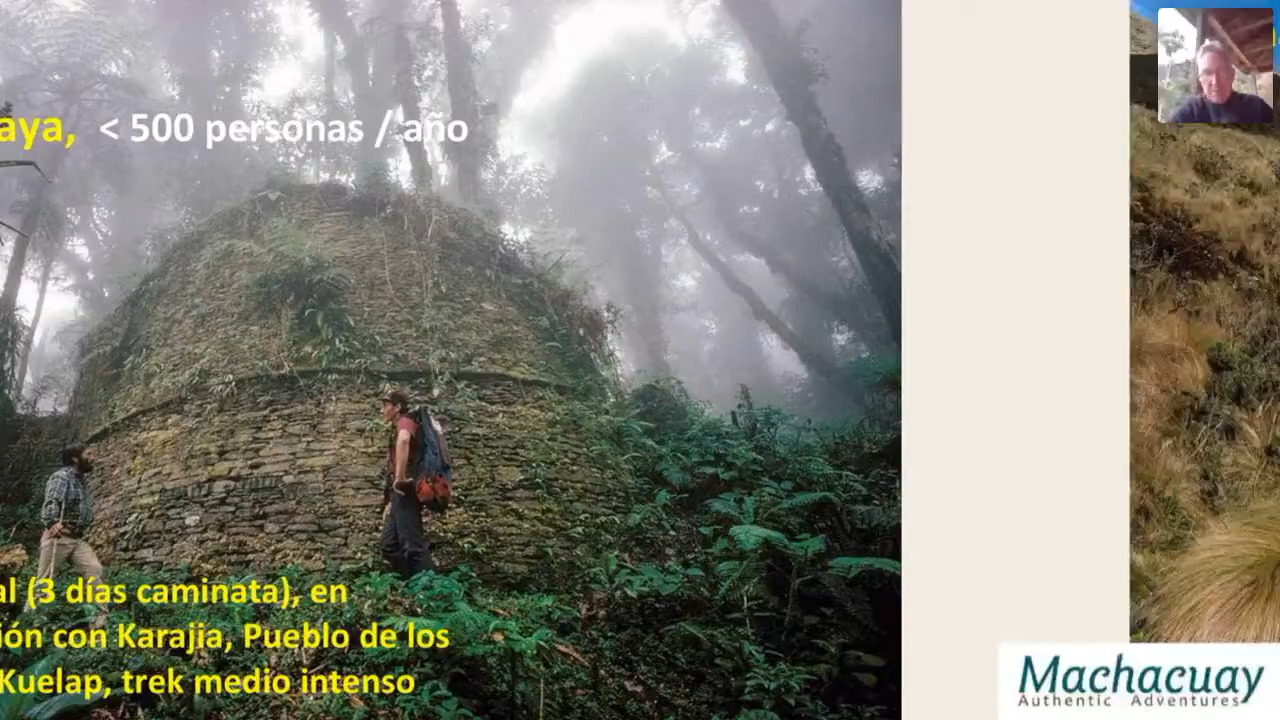 aya, < 500 personas / año
al (3 días caminata), en
ión con Karajia, Pueblo de los
Kuelap, trek medio intenso
Machacuay
Authentic Adventures